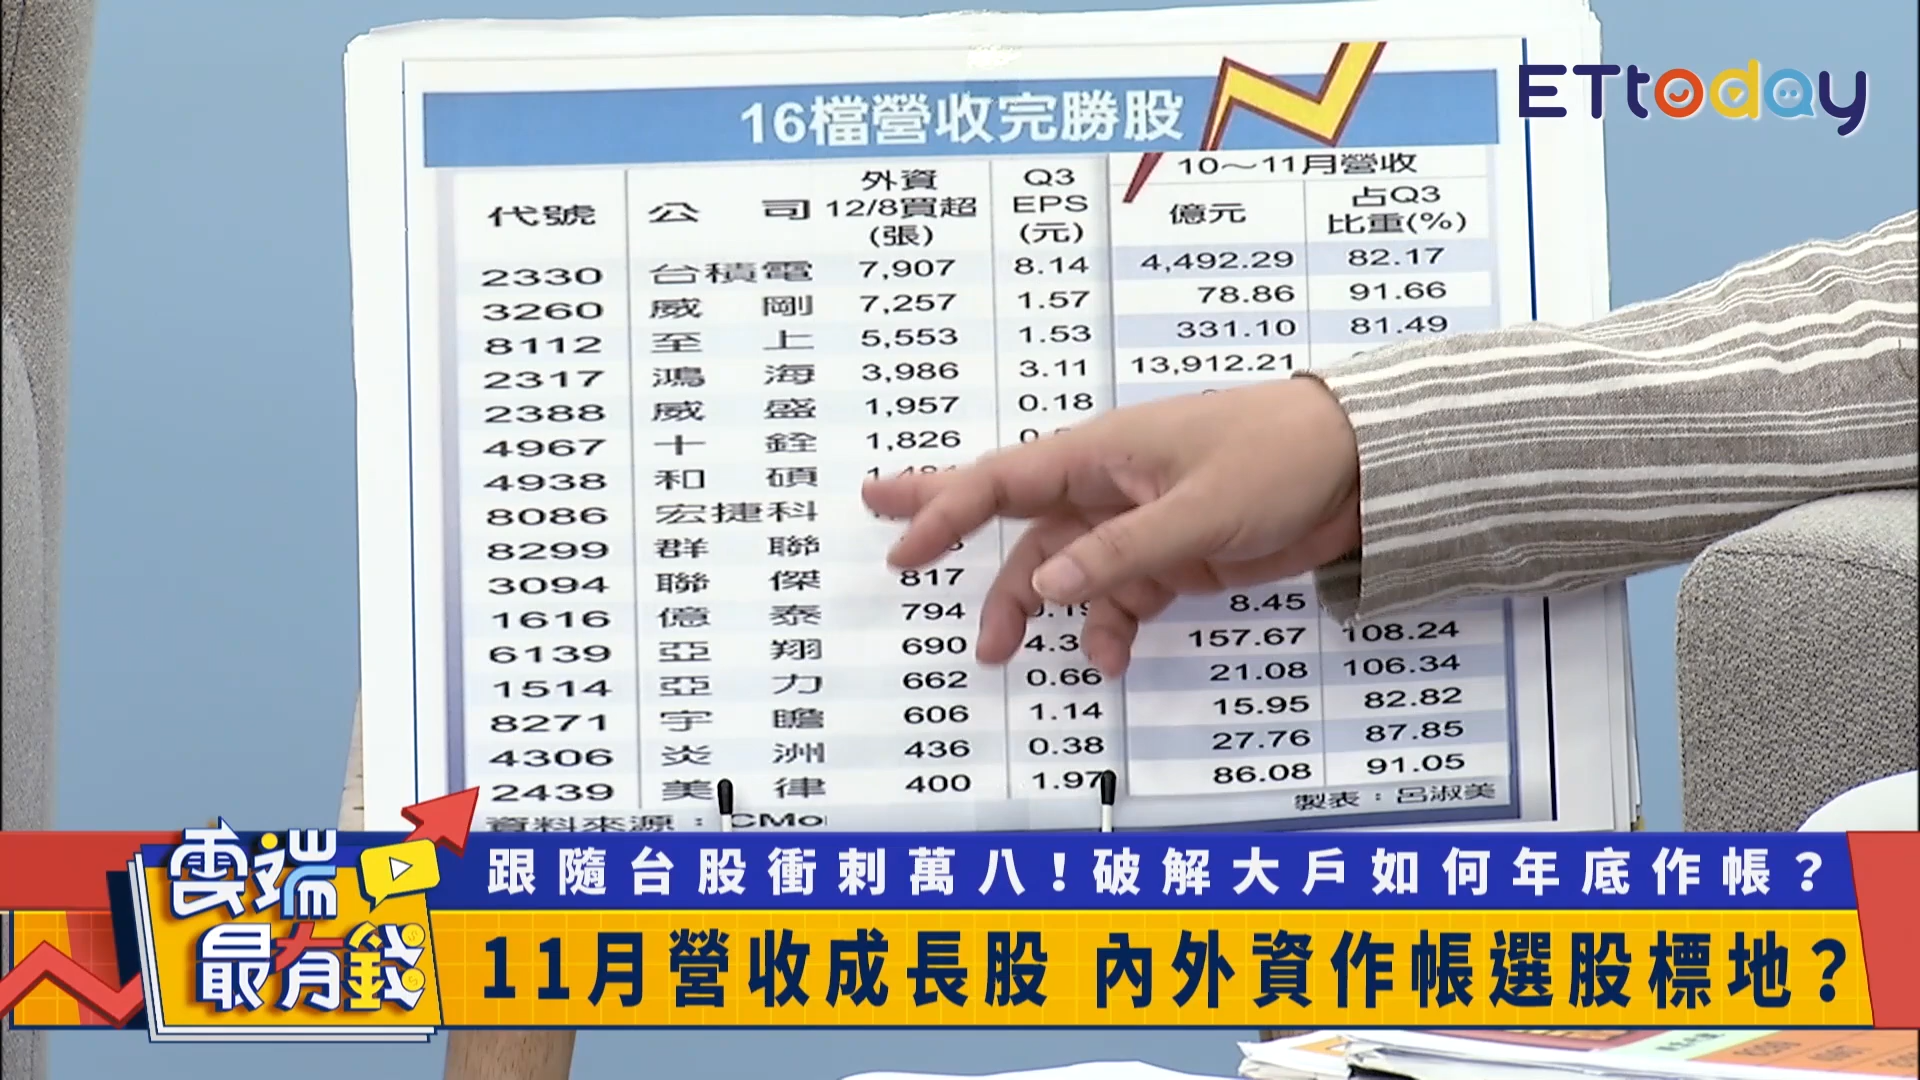 ETtoday
16檔營收完勝股
代號 公司 外資12/8買超(張) Q3 EPS(元) 10～11月營收 億元 占Q3比重(%)
2330 台積電 7,907 8.14 4,492.29 82.17
3260 威剛 7,257 1.57 78.86 91.66
8112 至上 5,553 1.53 331.10 81.49
2317 鴻海 3,986 3.11 13,912.21
2388 威盛 1,957 0.18
4967 十銓 1,826
4938 和碩
8086 宏捷科
8299 群聯
3094 聯傑 817
1616 億泰 794 8.45
6139 亞翔 690 157.67 108.24
1514 亞力 662 0.66 21.08 106.34
8271 宇瞻 606 1.14 15.95 82.82
4306 炎洲 436 0.38 27.76 87.85
2439 美律 400 1.97 86.08 91.05
資料來源：CMo 製表：呂淑美
雲端最有錢
跟隨台股衝刺萬八！破解大戶如何年底作帳？
11月營收成長股 內外資作帳選股標地？